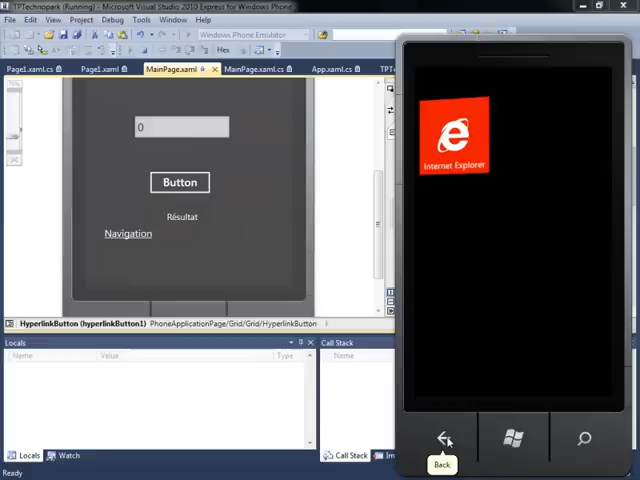 TPTechnopark (Running) - Microsoft Visual Studio 2010 Express for Windows Phone
File Edit View Project Debug Tools Window Help
Windows Phone Emulator
Hex
Page1.xaml.cs Page1.xaml MainPage.xaml MainPage.xaml.cs App.xaml.cs TPTe
0
Button
Résultat
Navigation
Internet Explorer
HyperlinkButton (hyperlinkButton1) PhoneApplicationPage/Grid/Grid/HyperlinkButton
Locals
Call Stack
Name Value Type
Name
Back
Locals Watch
Call Stack Im
Ready